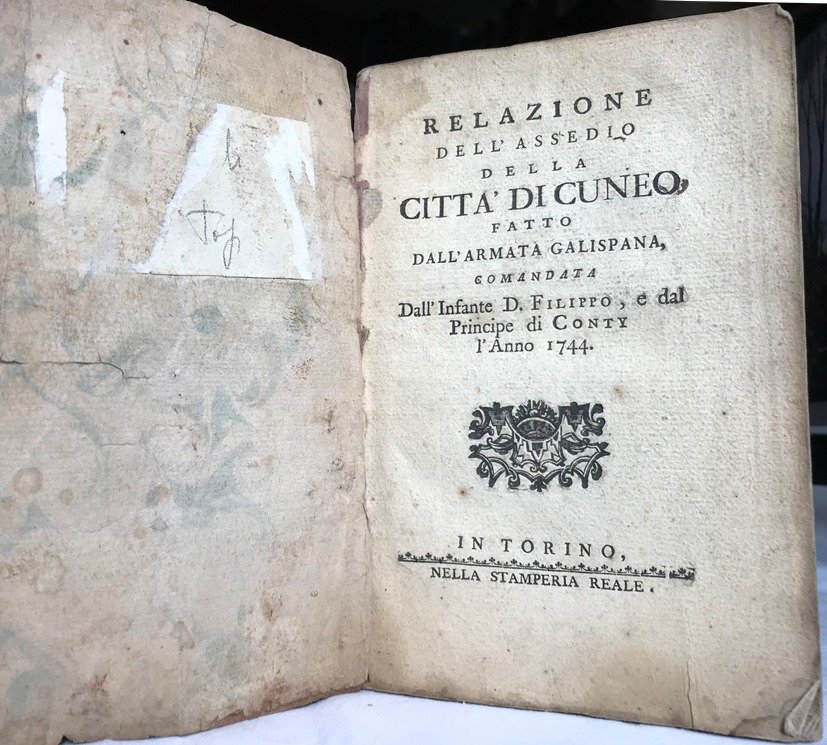 RELAZIONE
DELL'ASSEDIO
DELLA
CITTA' DI CUNEO,
FATTO
DALL'ARMATA GALISPANA,
COMANDATA
Dall'Infante D. FILIPPO, e dal
Principe di CONTY
l'Anno 1744.
IN TORINO,
NELLA STAMPERIA REALE.